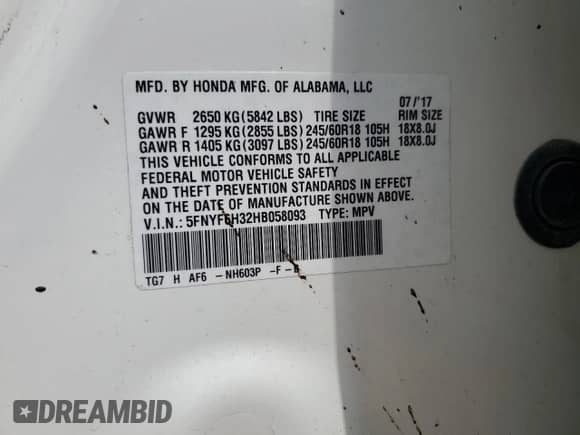 MFD. BY HONDA MFG. OF ALABAMA, LLC
07/'17
GVWR 2650 KG(5842 LBS) TIRE SIZE RIM SIZE
GAWR F 1295 KG(2855 LBS) 245/60R18 105H 18X8.0J
GAWR R 1405 KG(3097 LBS) 245/60R18 105H 18X8.0J
THIS VEHICLE CONFORMS TO ALL APPLICABLE
FEDERAL MOTOR VEHICLE SAFETY
AND THEFT PREVENTION STANDARDS IN EFFECT
ON THE DATE OF MANUFACTURE SHOWN ABOVE.
V.I.N.: 5FNYF6H32HB058093 TYPE: MPV
TG7 H AF6 -NH603P -F-B
DREAMBID